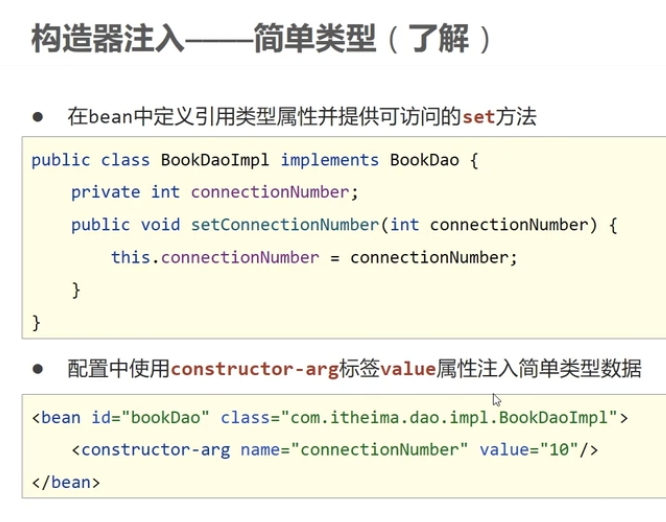 构造器注入——简单类型（了解）
● 在bean中定义引用类型属性并提供可访问的set方法
public class BookDaoImpl implements BookDao {
    private int connectionNumber;
    public void setConnectionNumber(int connectionNumber) {
        this.connectionNumber = connectionNumber;
    }
}
● 配置中使用constructor-arg标签value属性注入简单类型数据
<bean id="bookDao" class="com.itheima.dao.impl.BookDaoImpl">
    <constructor-arg name="connectionNumber" value="10"/>
</bean>